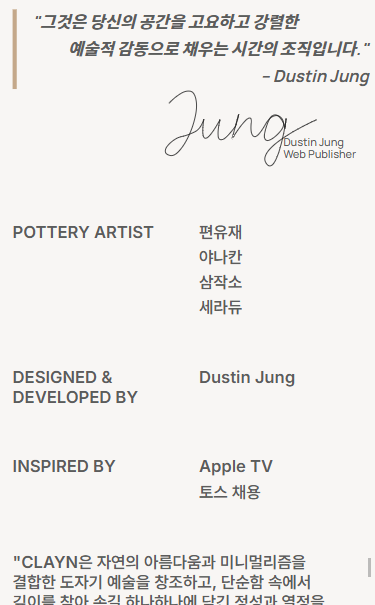 "그것은 당신의 공간을 고요하고 강렬한
예술적 감동으로 채우는 시간의 조직입니다."
- Dustin Jung
Jung
Dustin Jung
Web Publisher
POTTERY ARTIST
편유재
야나칸
삼작소
세라듀
DESIGNED &
DEVELOPED BY
Dustin Jung
INSPIRED BY
Apple TV
토스 채용
"CLAYN은 자연의 아름다움과 미니멀리즘을
결합한 도자기 예술을 창조하고, 단순함 속에서
깊이를 찾아 손길 하나하나에 담긴 정성과 열정을